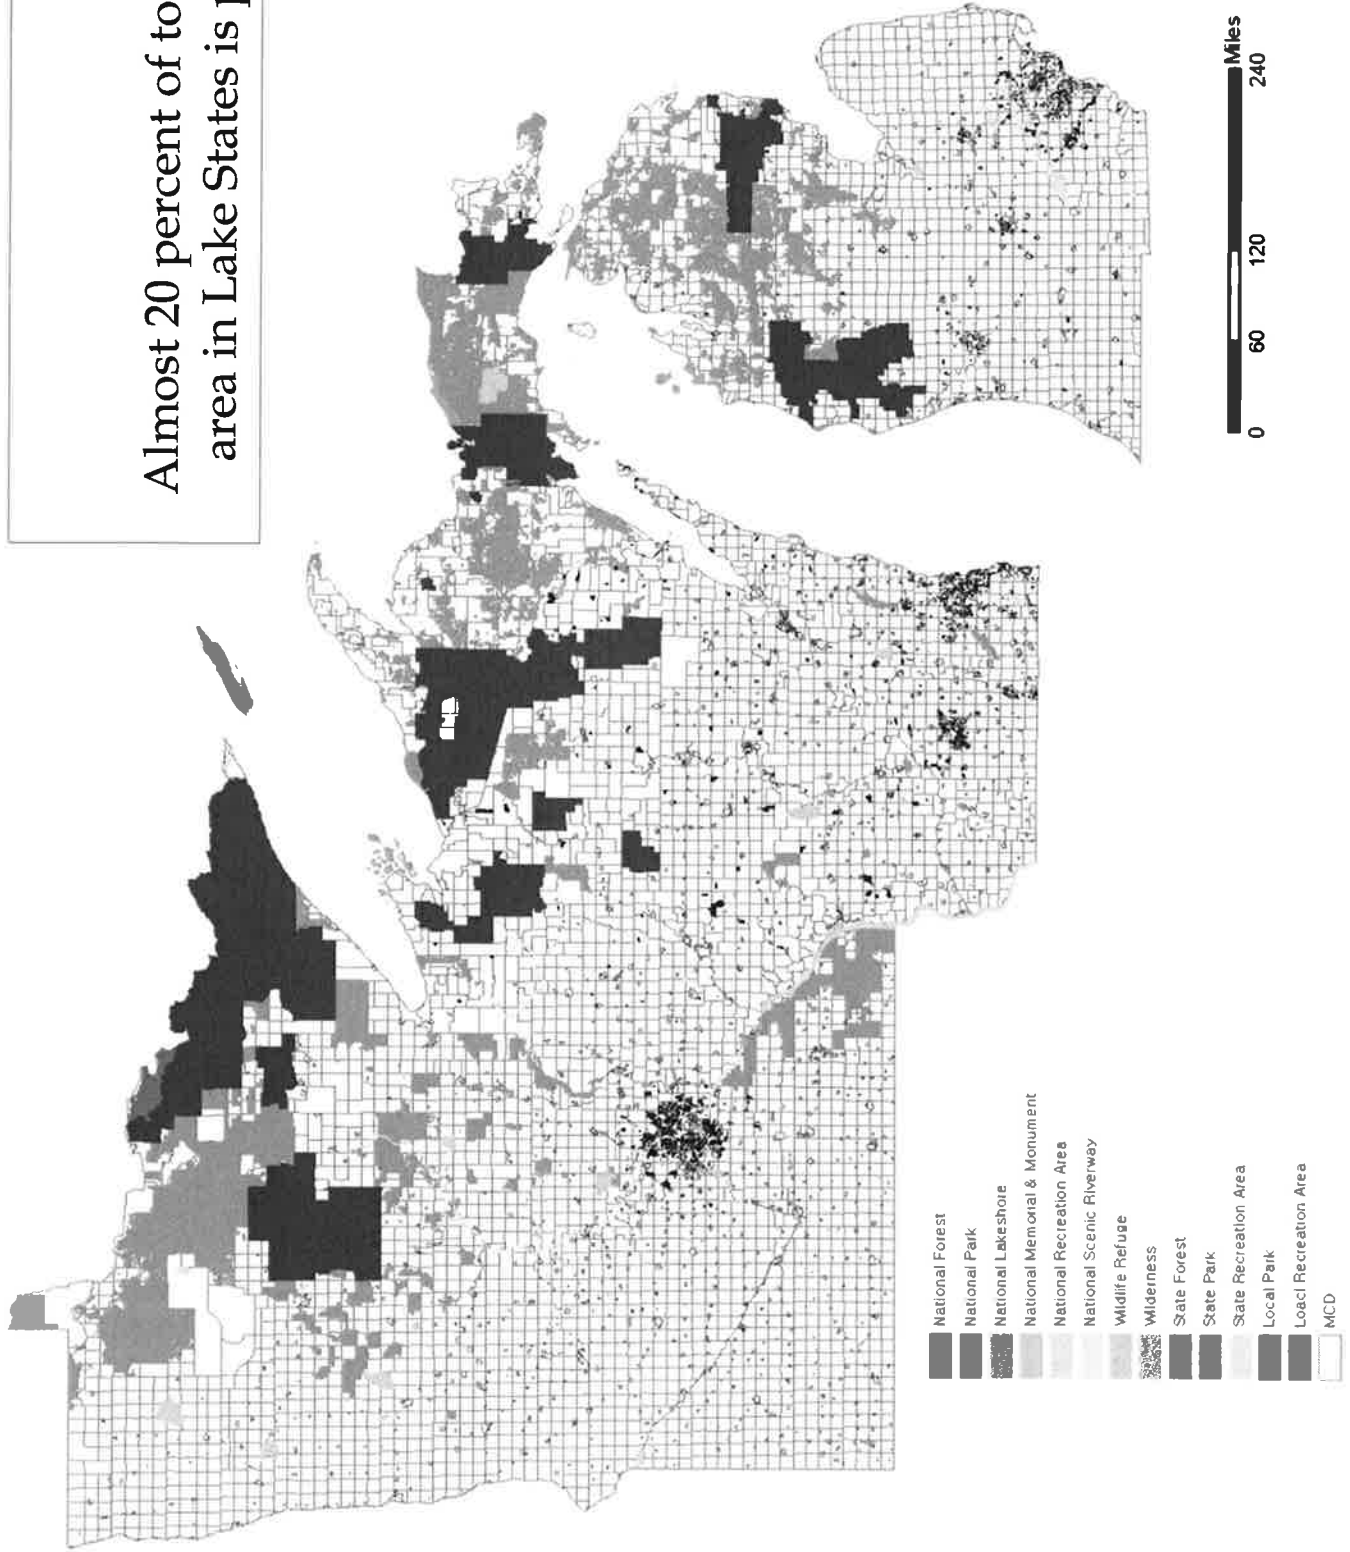 Almost 20 percent of to
area in Lake States is p
Miles
0 60 120 240
National Forest
National Park
National Lakeshore
National Memorial & Monument
National Recreation Area
National Scenic Riverway
Wildlife Refuge
Wilderness
State Forest
State Park
State Recreation Area
Local Park
Loacl Recreation Area
MCD